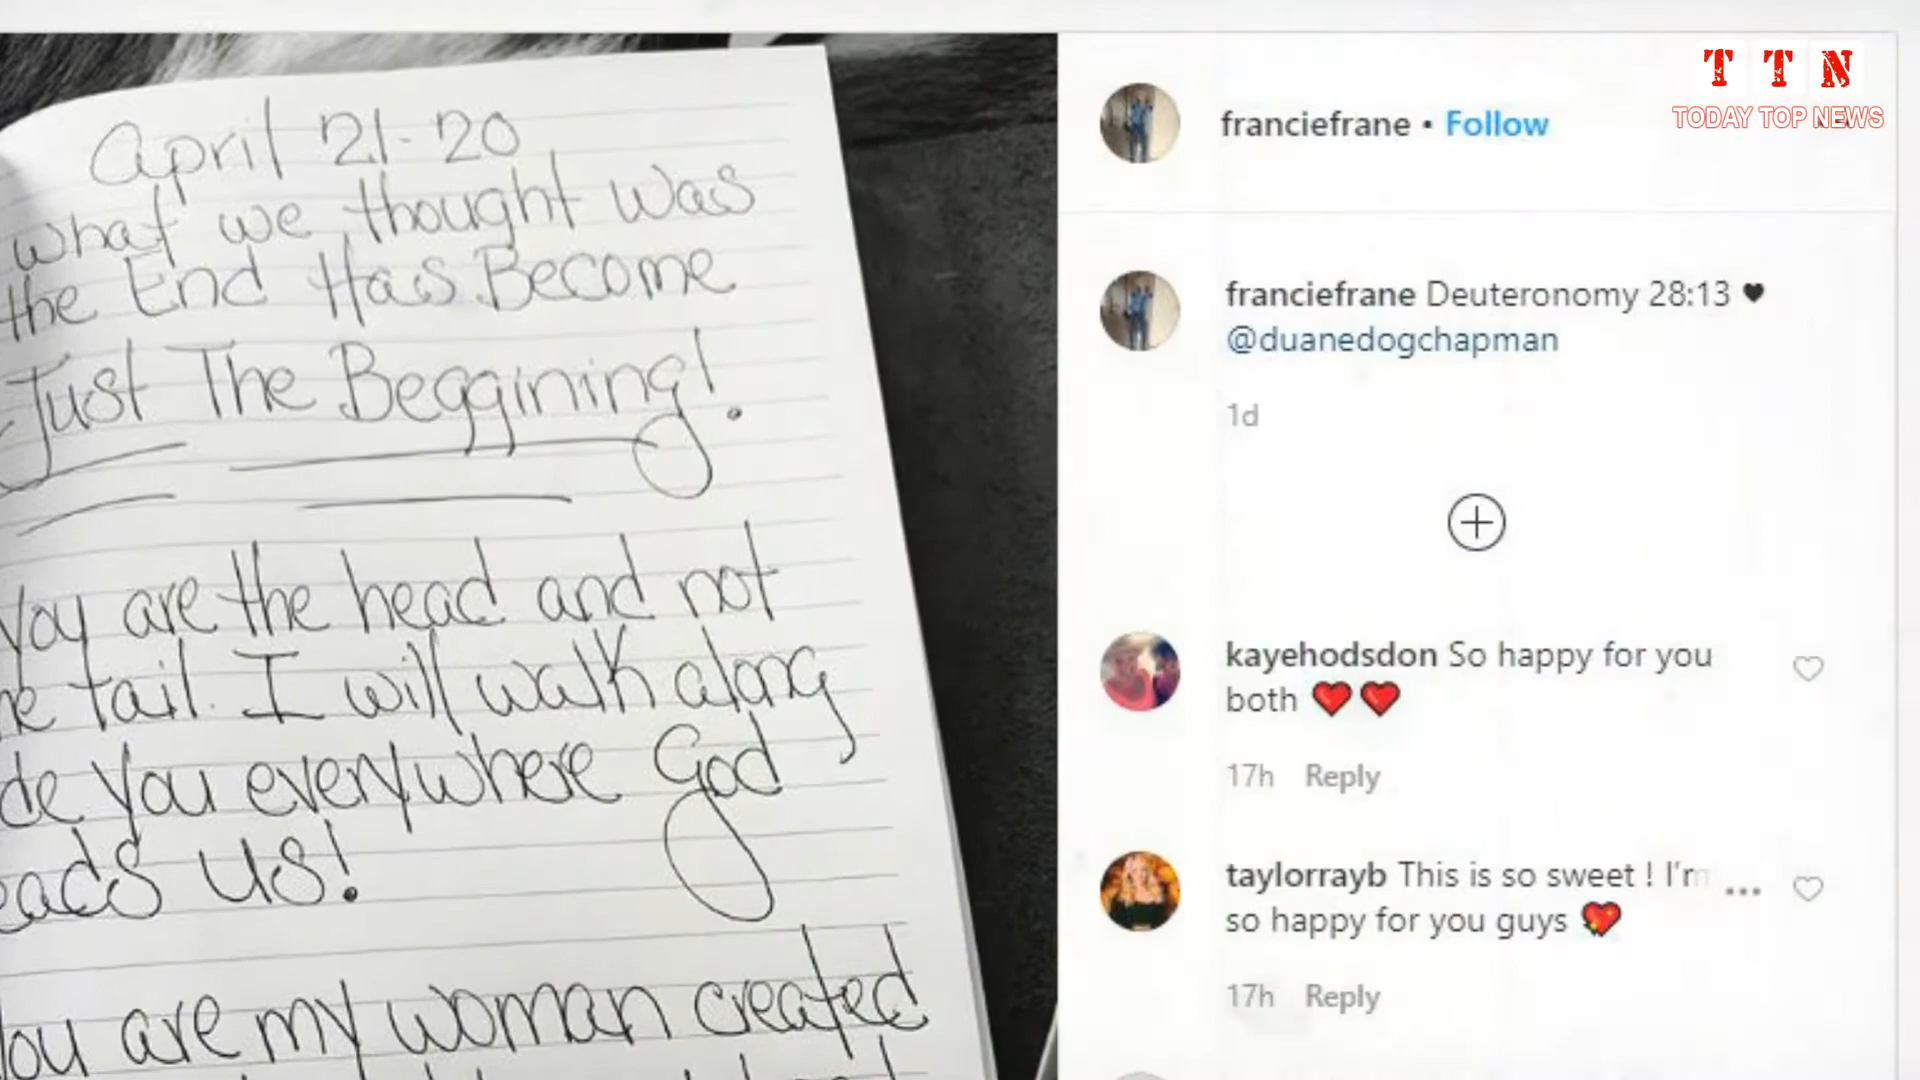 April 21-20
what we thought was
the End Has Become
Just The Beggining!
You are the head and not
tail. I will walk along
you everywhere God
us!
you are my woman created
TTN
TODAY TOP NEWS
franciefrane • Follow
franciefrane Deuteronomy 28:13 ♥
@duanedogchapman
1d
kayehodsdon So happy for you
both ❤️❤️
17h Reply
taylorrayb This is so sweet ! I'm
so happy for you guys 💖
17h Reply